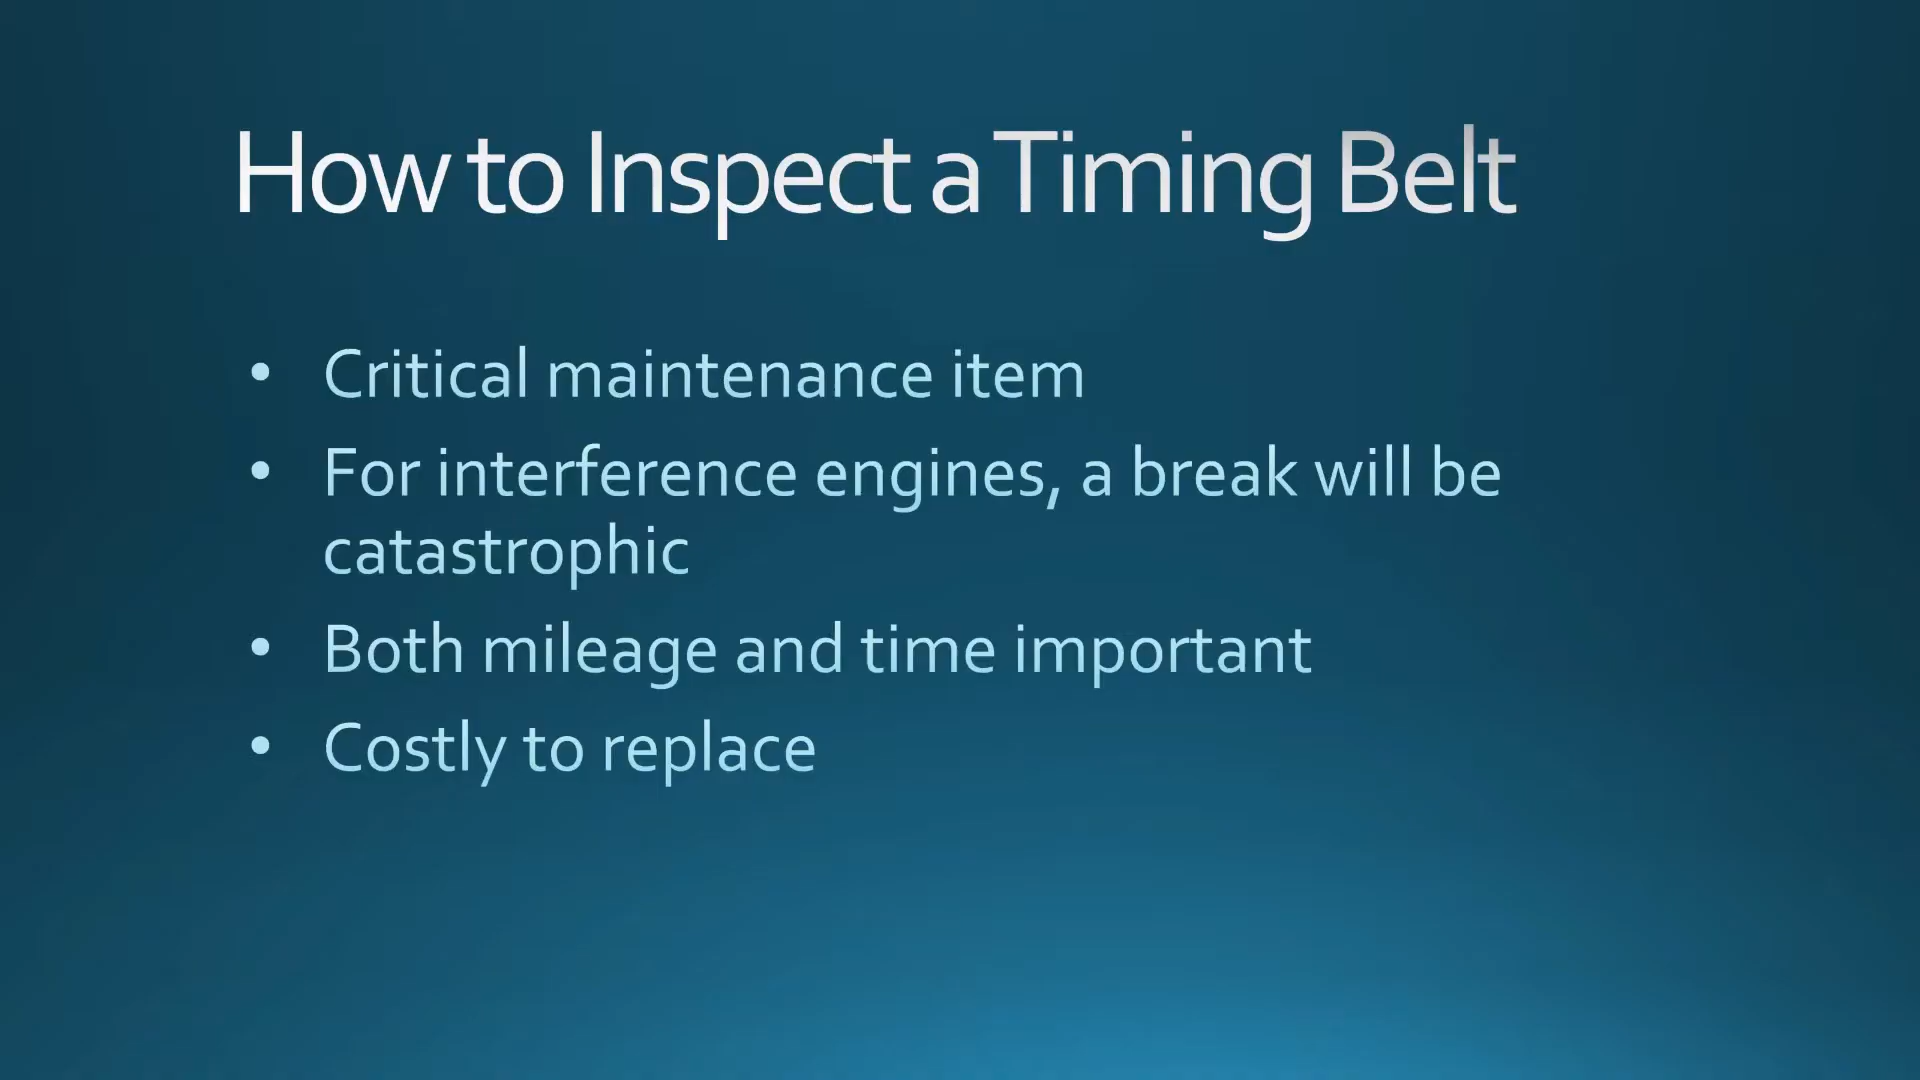 How to Inspect a Timing Belt
• Critical maintenance item
• For interference engines, a break will be
catastrophic
• Both mileage and time important
• Costly to replace